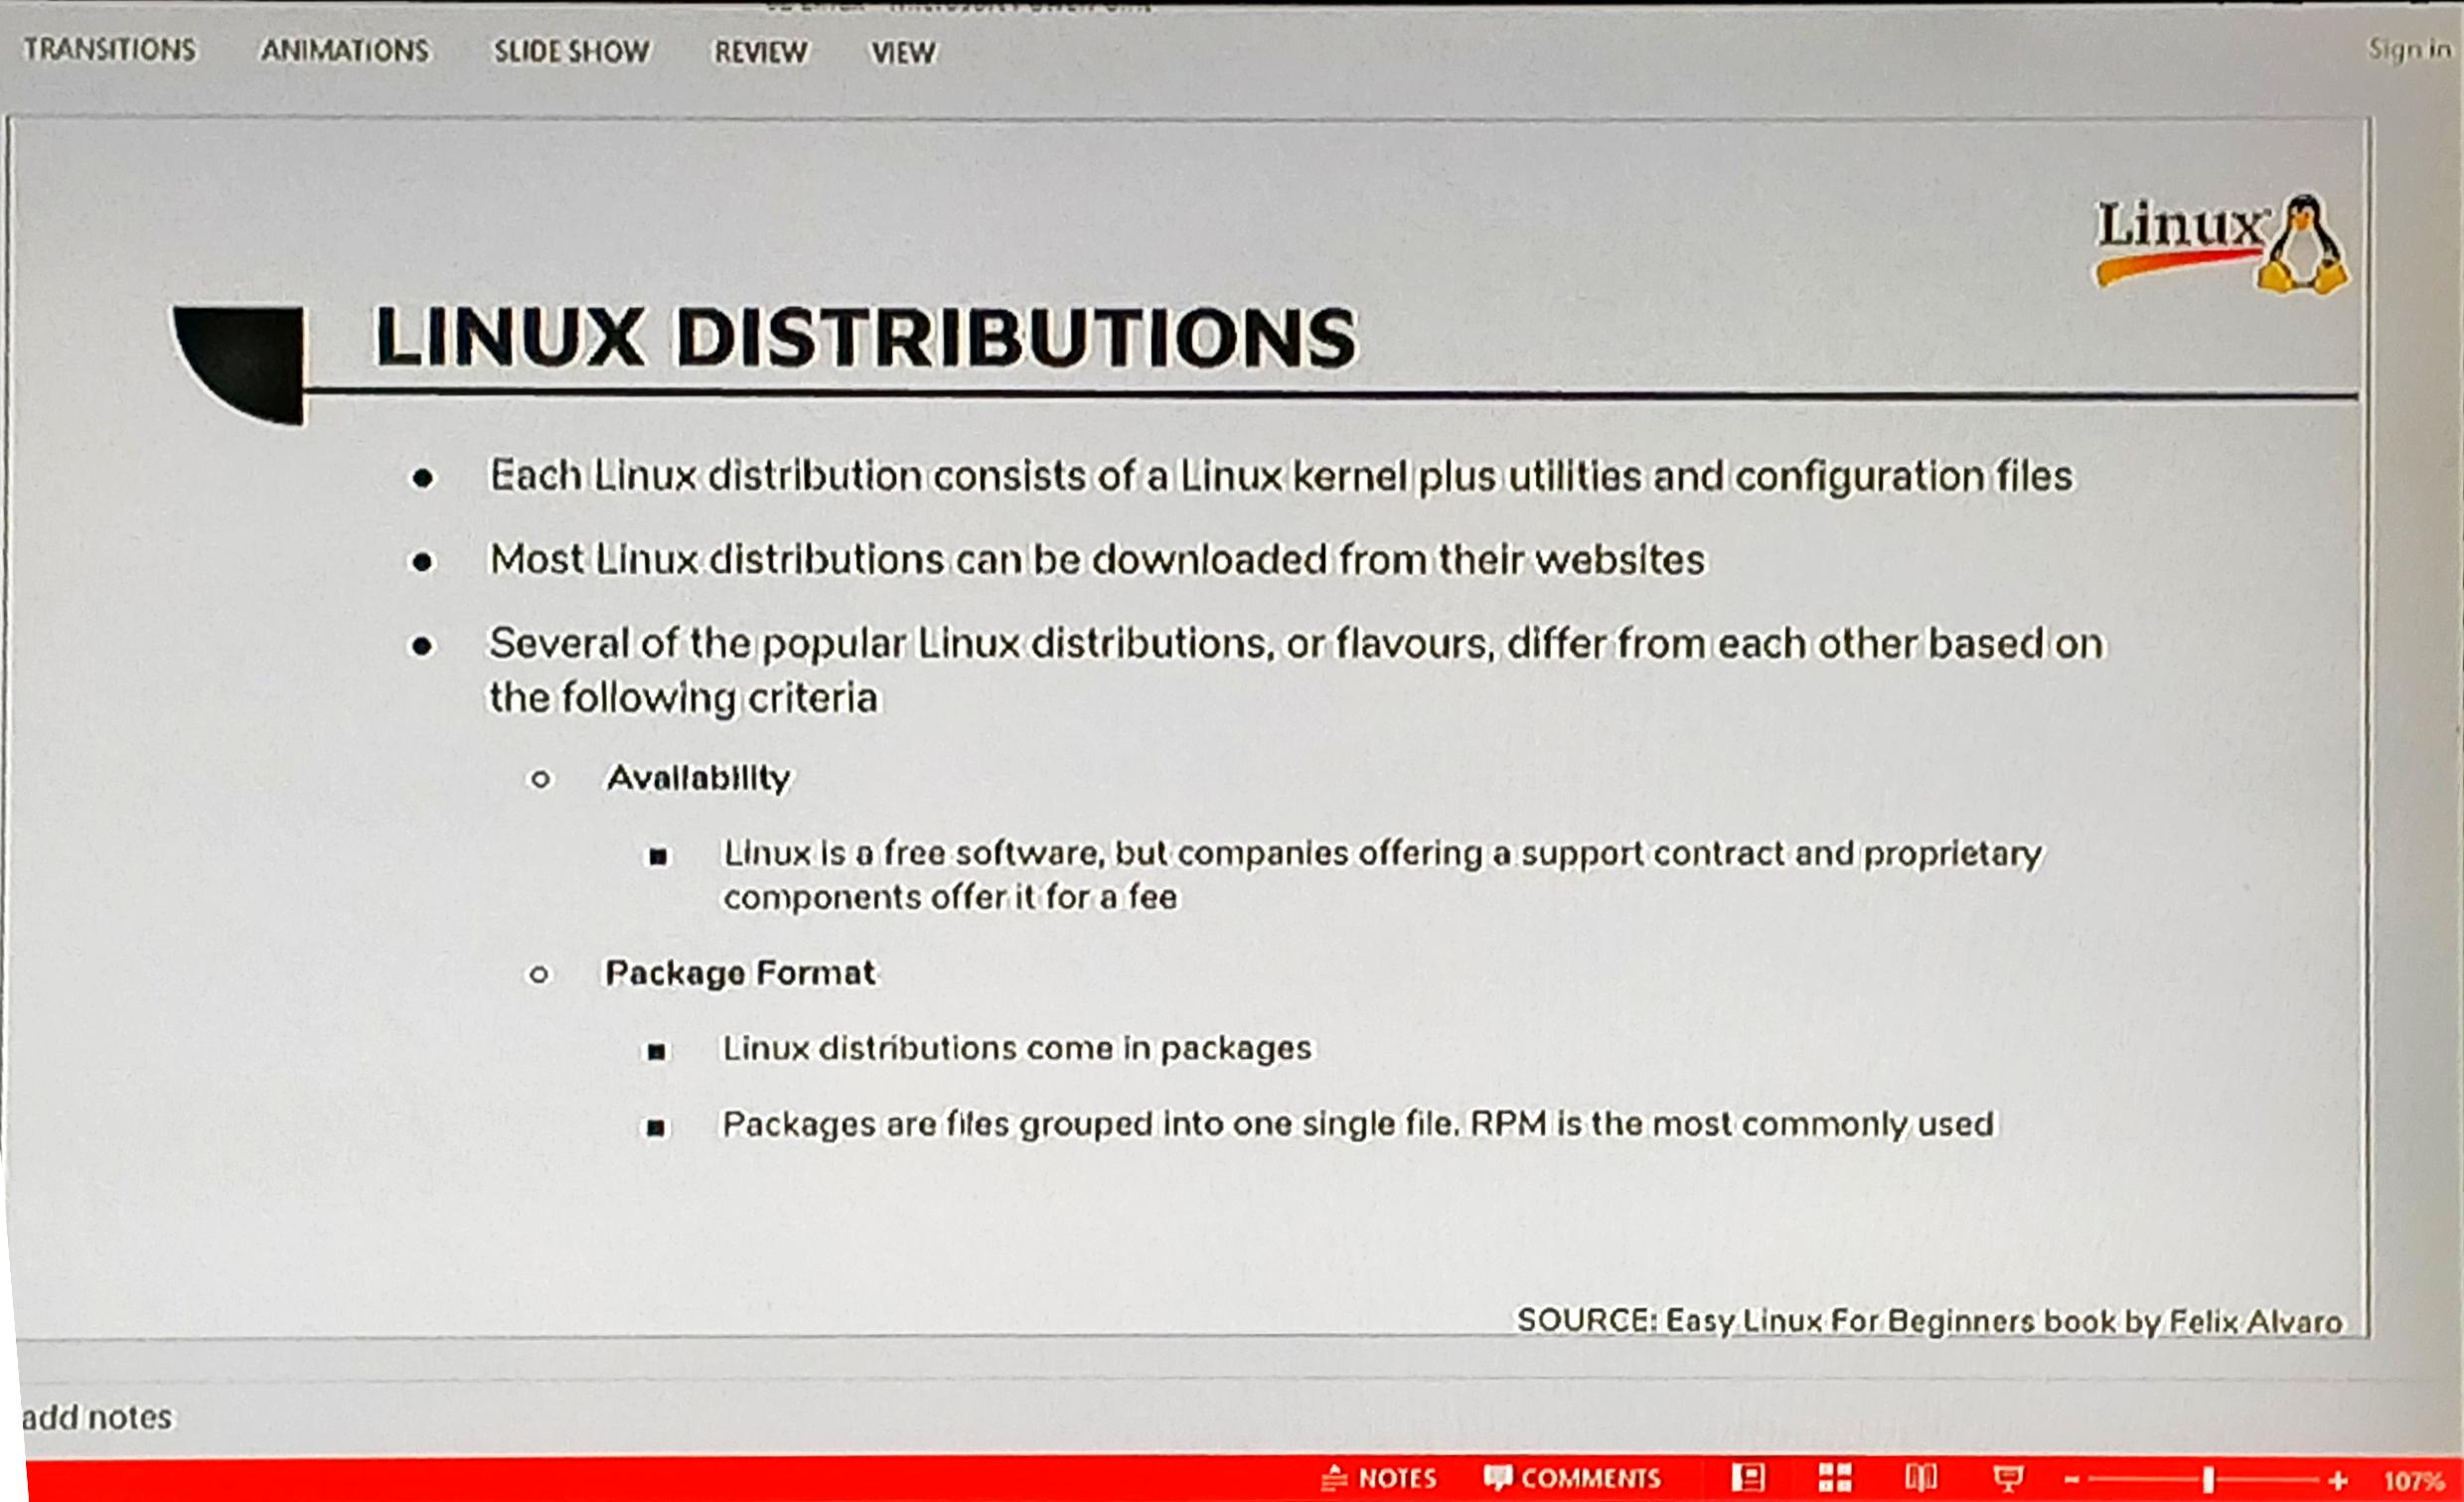 TRANSITIONS ANIMATIONS SLIDE SHOW REVIEW VIEW Sign in
Linux
LINUX DISTRIBUTIONS
● Each Linux distribution consists of a Linux kernel plus utilities and configuration files
● Most Linux distributions can be downloaded from their websites
● Several of the popular Linux distributions, or flavours, differ from each other based on
the following criteria
○ Availability
■ Linux is a free software, but companies offering a support contract and proprietary
components offer it for a fee
○ Package Format
■ Linux distributions come in packages
■ Packages are files grouped into one single file. RPM is the most commonly used
SOURCE: Easy Linux For Beginners book by Felix Alvaro
add notes
NOTES COMMENTS 107%